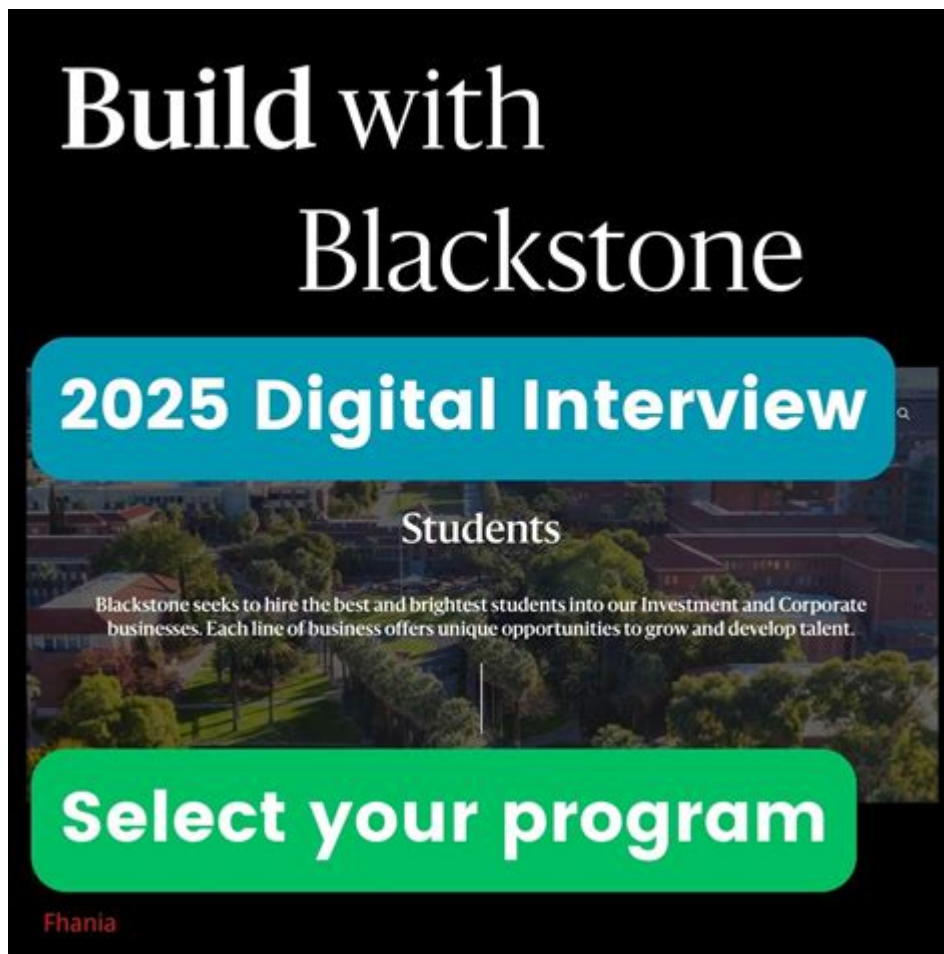 Build with
Blackstone
2025 Digital Interview
Students
Blackstone seeks to hire the best and brightest students into our Investment and Corporate
businesses. Each line of business offers unique opportunities to grow and develop talent.
Select your program
Fhania